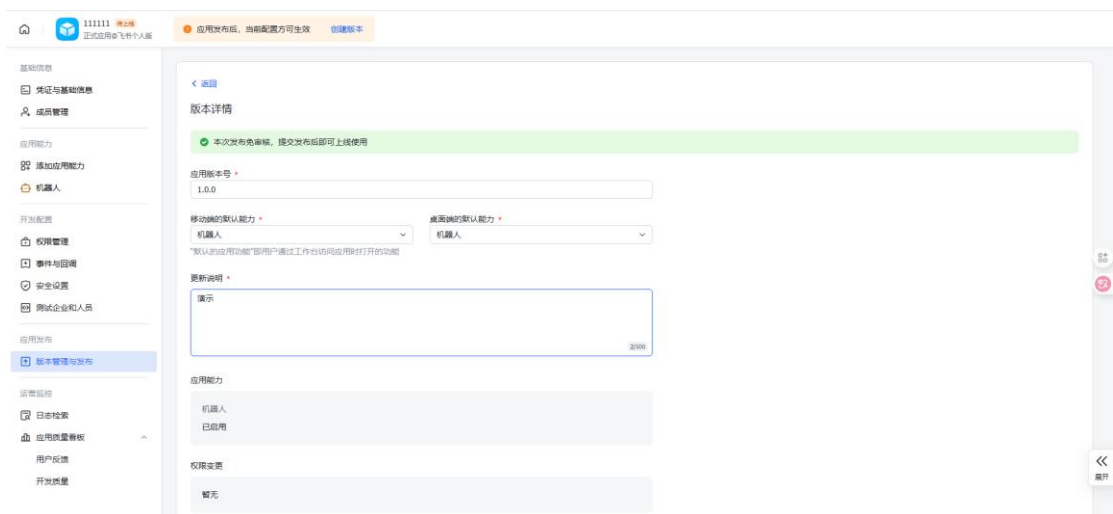 111111 待上线
正式应用@飞书个人版
应用发布后，当前配置方可生效 创建版本
基础信息
凭证与基础信息
成员管理
应用能力
添加应用能力
机器人
开发配置
权限管理
事件与回调
安全设置
测试企业和人员
应用发布
版本管理与发布
运营监控
日志检索
应用质量看板
用户反馈
开发质量
返回
版本详情
本次发布免审核，提交发布后即可上线使用
应用版本号 *
1.0.0
移动端的默认能力 * 桌面端的默认能力 *
机器人 机器人
"默认的应用功能"即用户通过工作台访问应用时打开的功能
更新说明 *
演示
2/500
应用能力
机器人
已启用
权限变更
暂无
展开